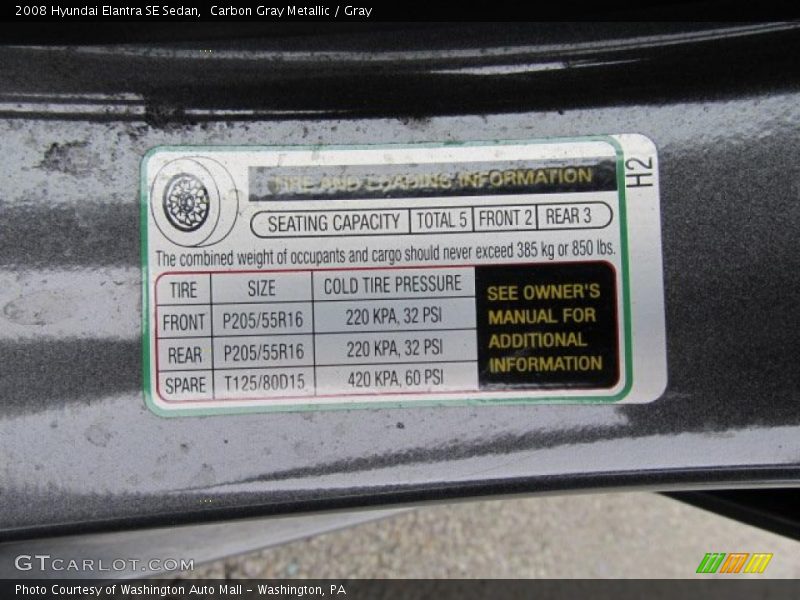 2008 Hyundai Elantra SE Sedan,  Carbon Gray Metallic / Gray
TIRE AND LOADING INFORMATION
H2
SEATING CAPACITY TOTAL 5 FRONT 2 REAR 3
The combined weight of occupants and cargo should never exceed 385 kg or 850 lbs.
TIRE SIZE COLD TIRE PRESSURE
FRONT P205/55R16 220 KPA, 32 PSI
REAR P205/55R16 220 KPA, 32 PSI
SPARE T125/80D15 420 KPA, 60 PSI
SEE OWNER'S
MANUAL FOR
ADDITIONAL
INFORMATION
GTCARLOT.COM
Photo Courtesy of Washington Auto Mall - Washington, PA